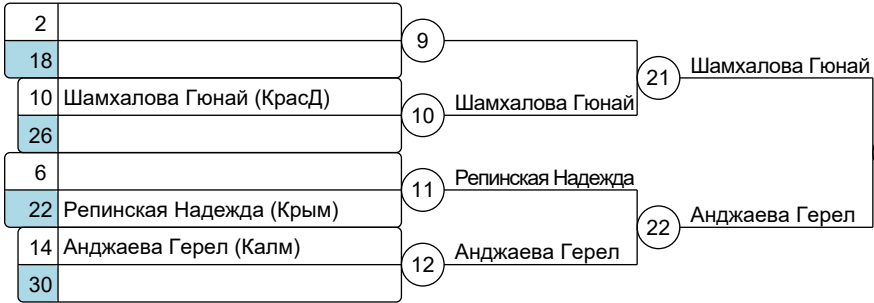 2
9
18
Шамхалова Гюнай
21
10 Шамхалова Гюнай (КрасД)
Шамхалова Гюнай
10
26
6
Репинская Надежда
11
22 Репинская Надежда (Крым)
Анджаева Герел
22
14 Анджаева Герел (Калм)
Анджаева Герел
12
30